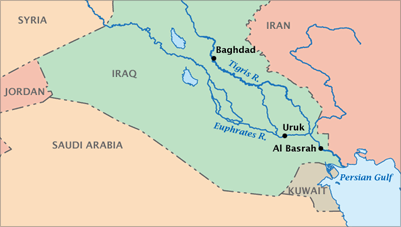 SYRIA
IRAN
Baghdad
Tigris R.
IRAQ
JORDAN
Euphrates R.
Uruk
SAUDI ARABIA
Al Basrah
Persian Gulf
KUWAIT